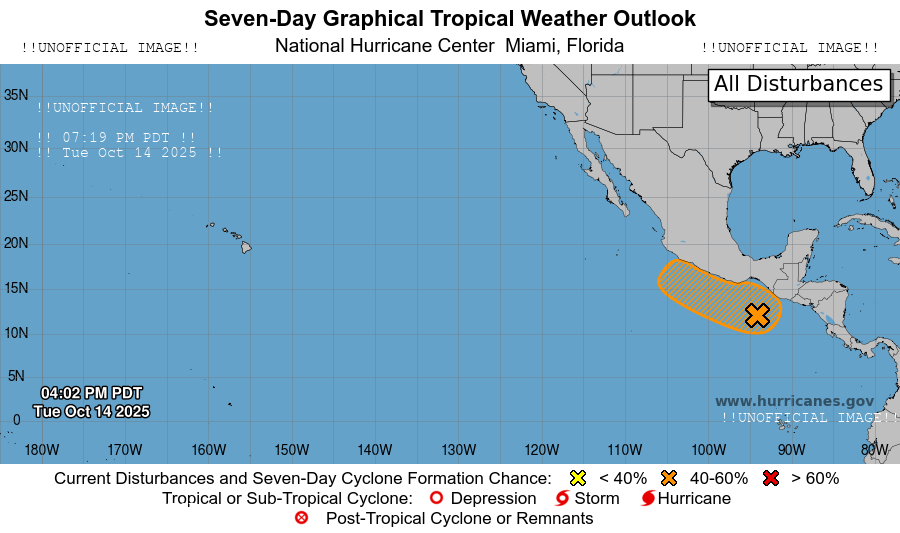 Seven-Day Graphical Tropical Weather Outlook
!!UNOFFICIAL IMAGE!! National Hurricane Center Miami, Florida !!UNOFFICIAL IMAGE!!
All Disturbances
35N
!!UNOFFICIAL IMAGE!!
!! 07:19 PM PDT !!
30N
!! Tue Oct 14 2025 !!
25N
20N
15N
10N
5N
04:02 PM PDT
Tue Oct 14 2025
www.hurricanes.gov
0
!!UNOFFICIAL IMAGE!!
180W 170W 160W 150W 140W 130W 120W 110W 100W 90W 80W
Current Disturbances and Seven-Day Cyclone Formation Chance: < 40% 40-60% > 60%
Tropical or Sub-Tropical Cyclone: Depression Storm Hurricane
Post-Tropical Cyclone or Remnants